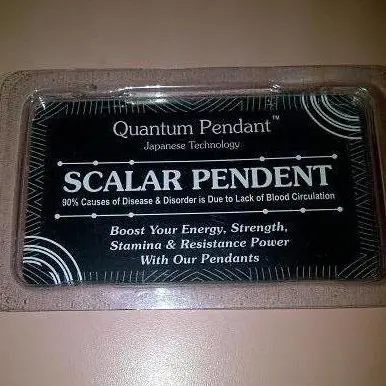 Quantum Pendant™
Japanese Technology
SCALAR PENDENT
90% Causes of Disease & Disorder is Due to Lack of Blood Circulation
Boost Your Energy, Strength,
Stamina & Resistance Power
With Our Pendants